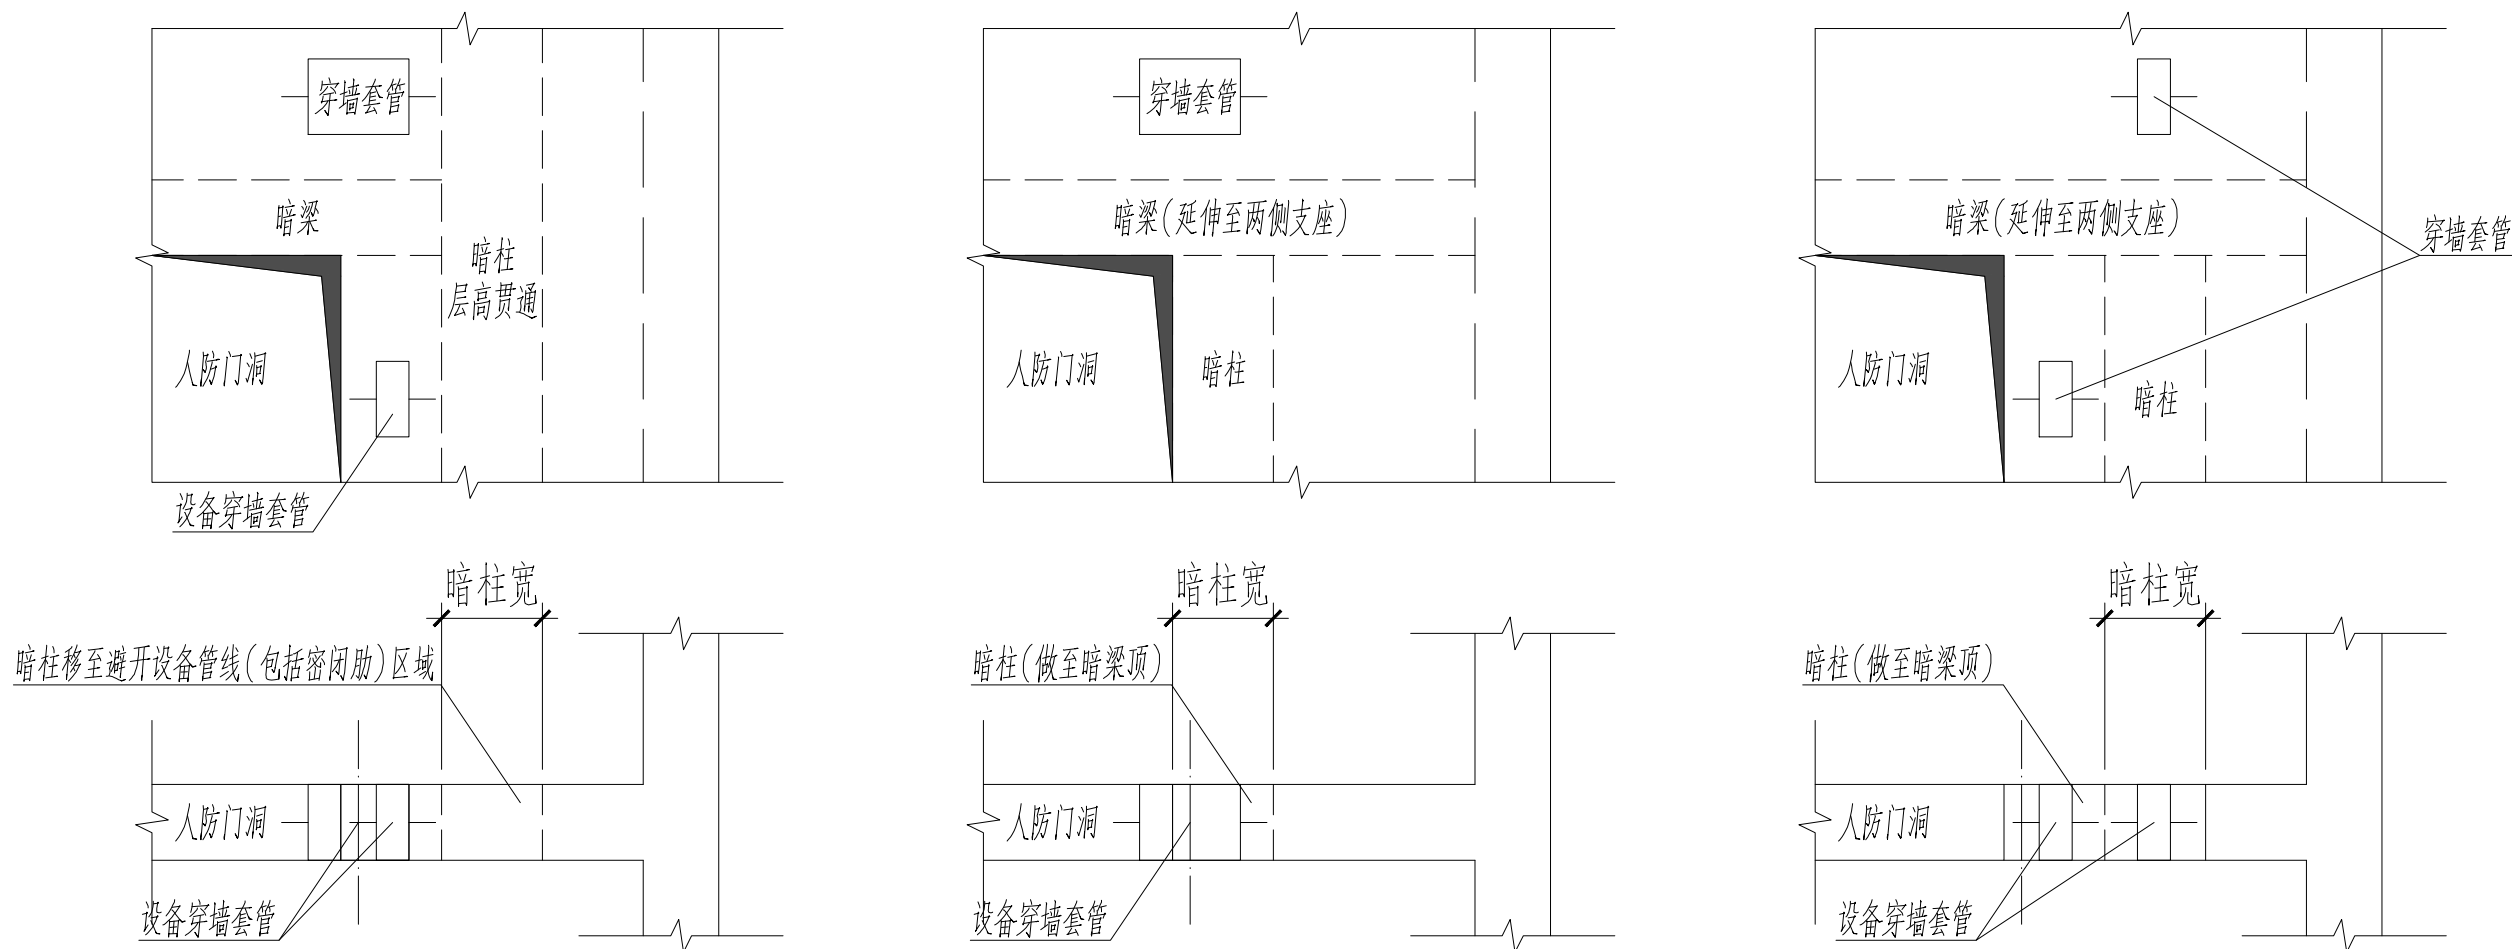 穿墙套管
暗梁
暗柱
层高贯通
人防门洞
设备穿墙套管
穿墙套管
暗梁(延伸至两侧支座)
人防门洞
暗柱
穿墙套管
暗梁(延伸至两侧支座)
人防门洞
暗柱
暗柱宽
暗柱移至避开设备管线(包括密闭肋)区域
人防门洞
设备穿墙套管
暗柱宽
暗柱(做至暗梁顶)
人防门洞
设备穿墙套管
暗柱宽
暗柱(做至暗梁顶)
人防门洞
设备穿墙套管